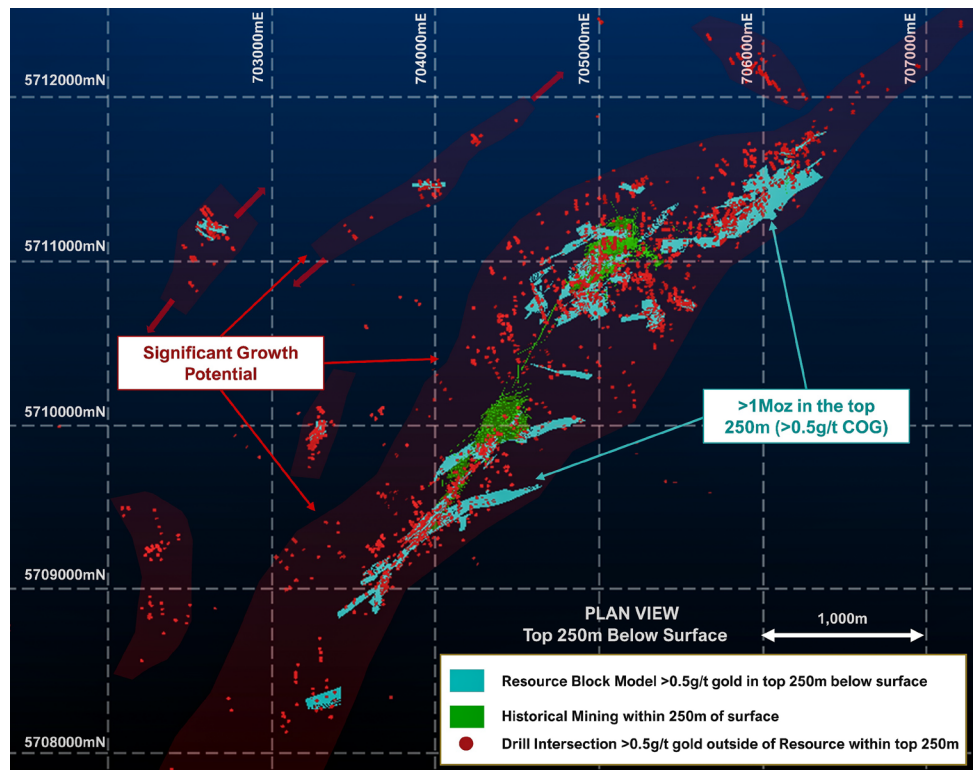 703000mE
704000mE
705000mE
706000mE
707000mE
5712000mN
5711000mN
Significant Growth
Potential
5710000mN
>1Moz in the top
250m (>0.5g/t COG)
5709000mN
PLAN VIEW
Top 250m Below Surface
1,000m
Resource Block Model >0.5g/t gold in top 250m below surface
Historical Mining within 250m of surface
Drill Intersection >0.5g/t gold outside of Resource within top 250m
5708000mN